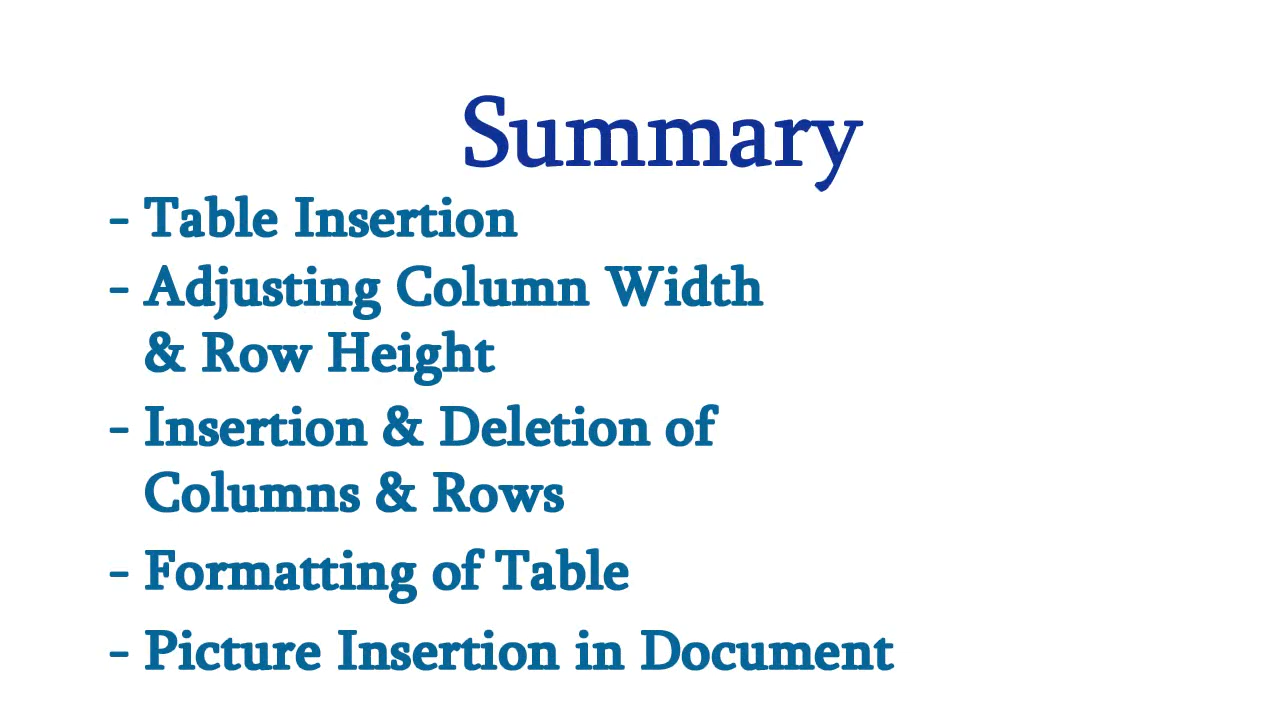 Summary
- Table Insertion
- Adjusting Column Width
& Row Height
- Insertion & Deletion of
Columns & Rows
- Formatting of Table
- Picture Insertion in Document